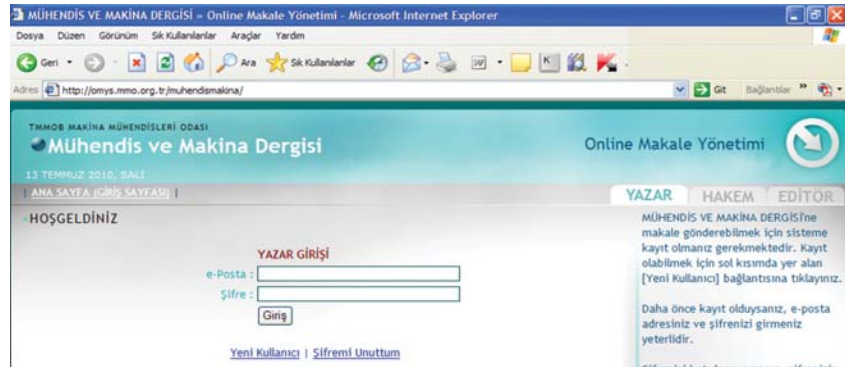 MÜHENDİS VE MAKİNA DERGİSİ » Online Makale Yönetimi - Microsoft Internet Explorer
Dosya Düzen Görünüm Sık Kullanılanlar Araçlar Yardım
Geri Ara Sık Kullanılanlar
Adres http://omys.mmo.org.tr/muhendismakina/ Git Bağlantılar »
TMMOB MAKİNA MÜHENDİSLERİ ODASI
Mühendis ve Makina Dergisi
Online Makale Yönetimi
13 TEMMUZ 2010, SALI
| ANA SAYFA (GİRİŞ SAYFASI) |
YAZAR HAKEM EDİTÖR
HOŞGELDİNİZ
YAZAR GİRİŞİ
e-Posta :
Şifre :
Giriş
Yeni Kullanıcı | Şifremi Unuttum
MÜHENDİS VE MAKİNA DERGİSİ'ne
makale gönderebilmek için sisteme
kayıt olmanız gerekmektedir. Kayıt
olabilmek için sol kısımda yer alan
[Yeni Kullanıcı] bağlantısına tıklayınız.
Daha önce kayıt olduysanız, e-posta
adresiniz ve şifrenizi girmeniz
yeterlidir.